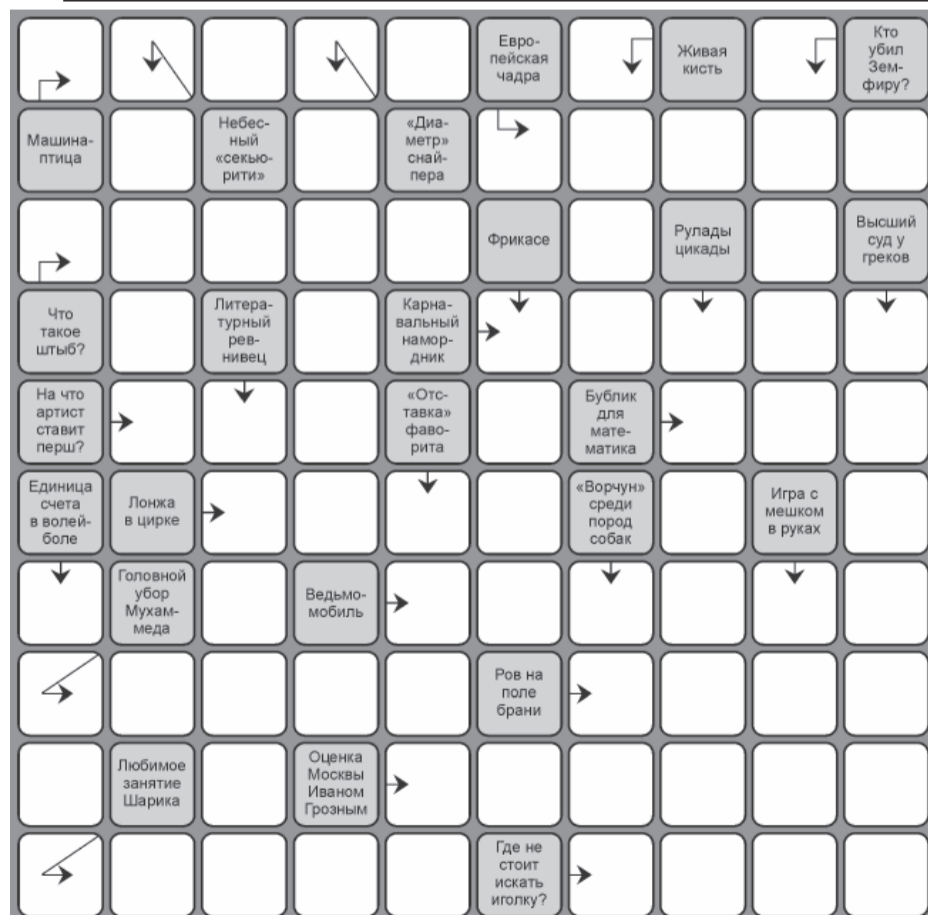 Евро-
пейская
чадра
Живая
кисть
Кто
убил
Зем-
фиру?
Машина-
птица
Небес-
ный
«секью-
рити»
«Диа-
метр»
снай-
пера
Фрикасе
Рулады
цикады
Высший
суд у
греков
Что
такое
штыб?
Литера-
турный
рев-
нивец
Карна-
вальный
намор-
дник
На что
артист
ставит
перш?
«Отс-
тавка»
фаво-
рита
Бублик
для
мате-
матика
Единица
счета
в волей-
боле
Лонжа
в цирке
«Ворчун»
среди
пород
собак
Игра с
мешком
в руках
Головной
убор
Мухам-
меда
Ведьмо-
мобиль
Ров на
поле
брани
Любимое
занятие
Шарика
Оценка
Москвы
Иваном
Грозным
Где не
стоит
искать
иголку?